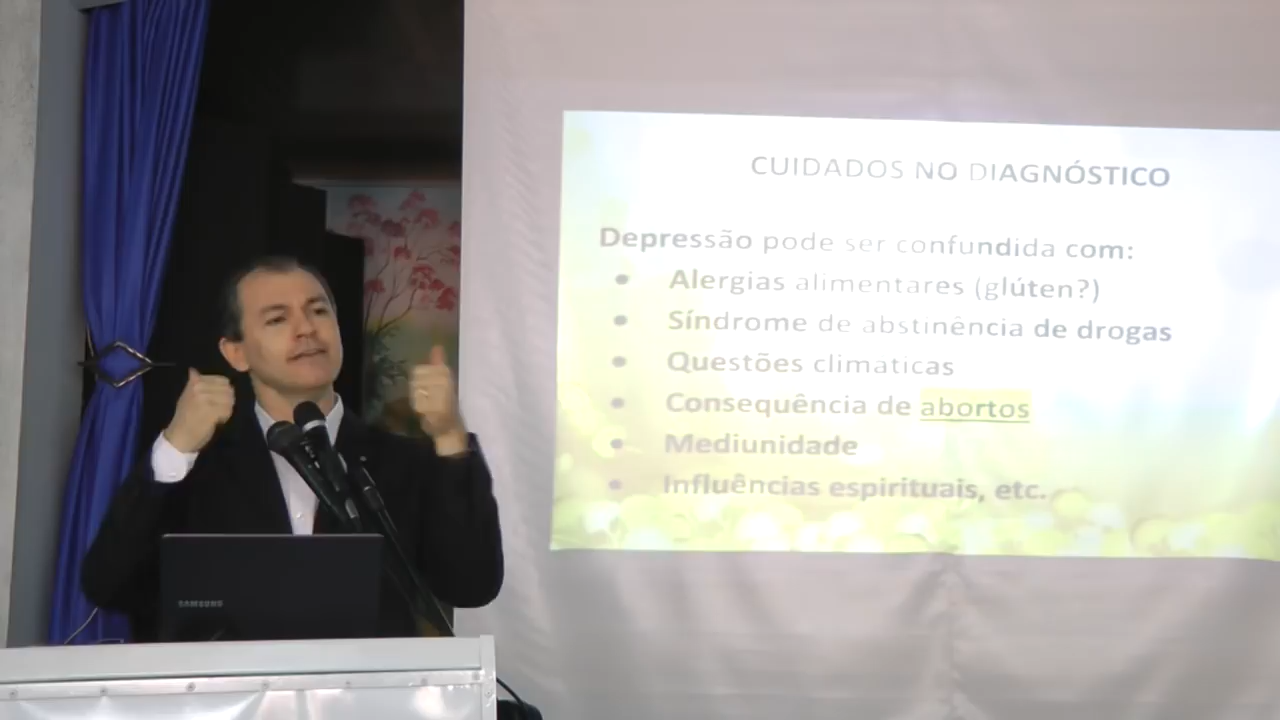 CUIDADOS NO DIAGNÓSTICO
Depressão pode ser confundida com:
• Alergias alimentares (glúten?)
• Síndrome de abstinência de drogas
• Questões climaticas
• Consequência de abortos
• Mediunidade
• Influências espirituais, etc.
SAMSUNG